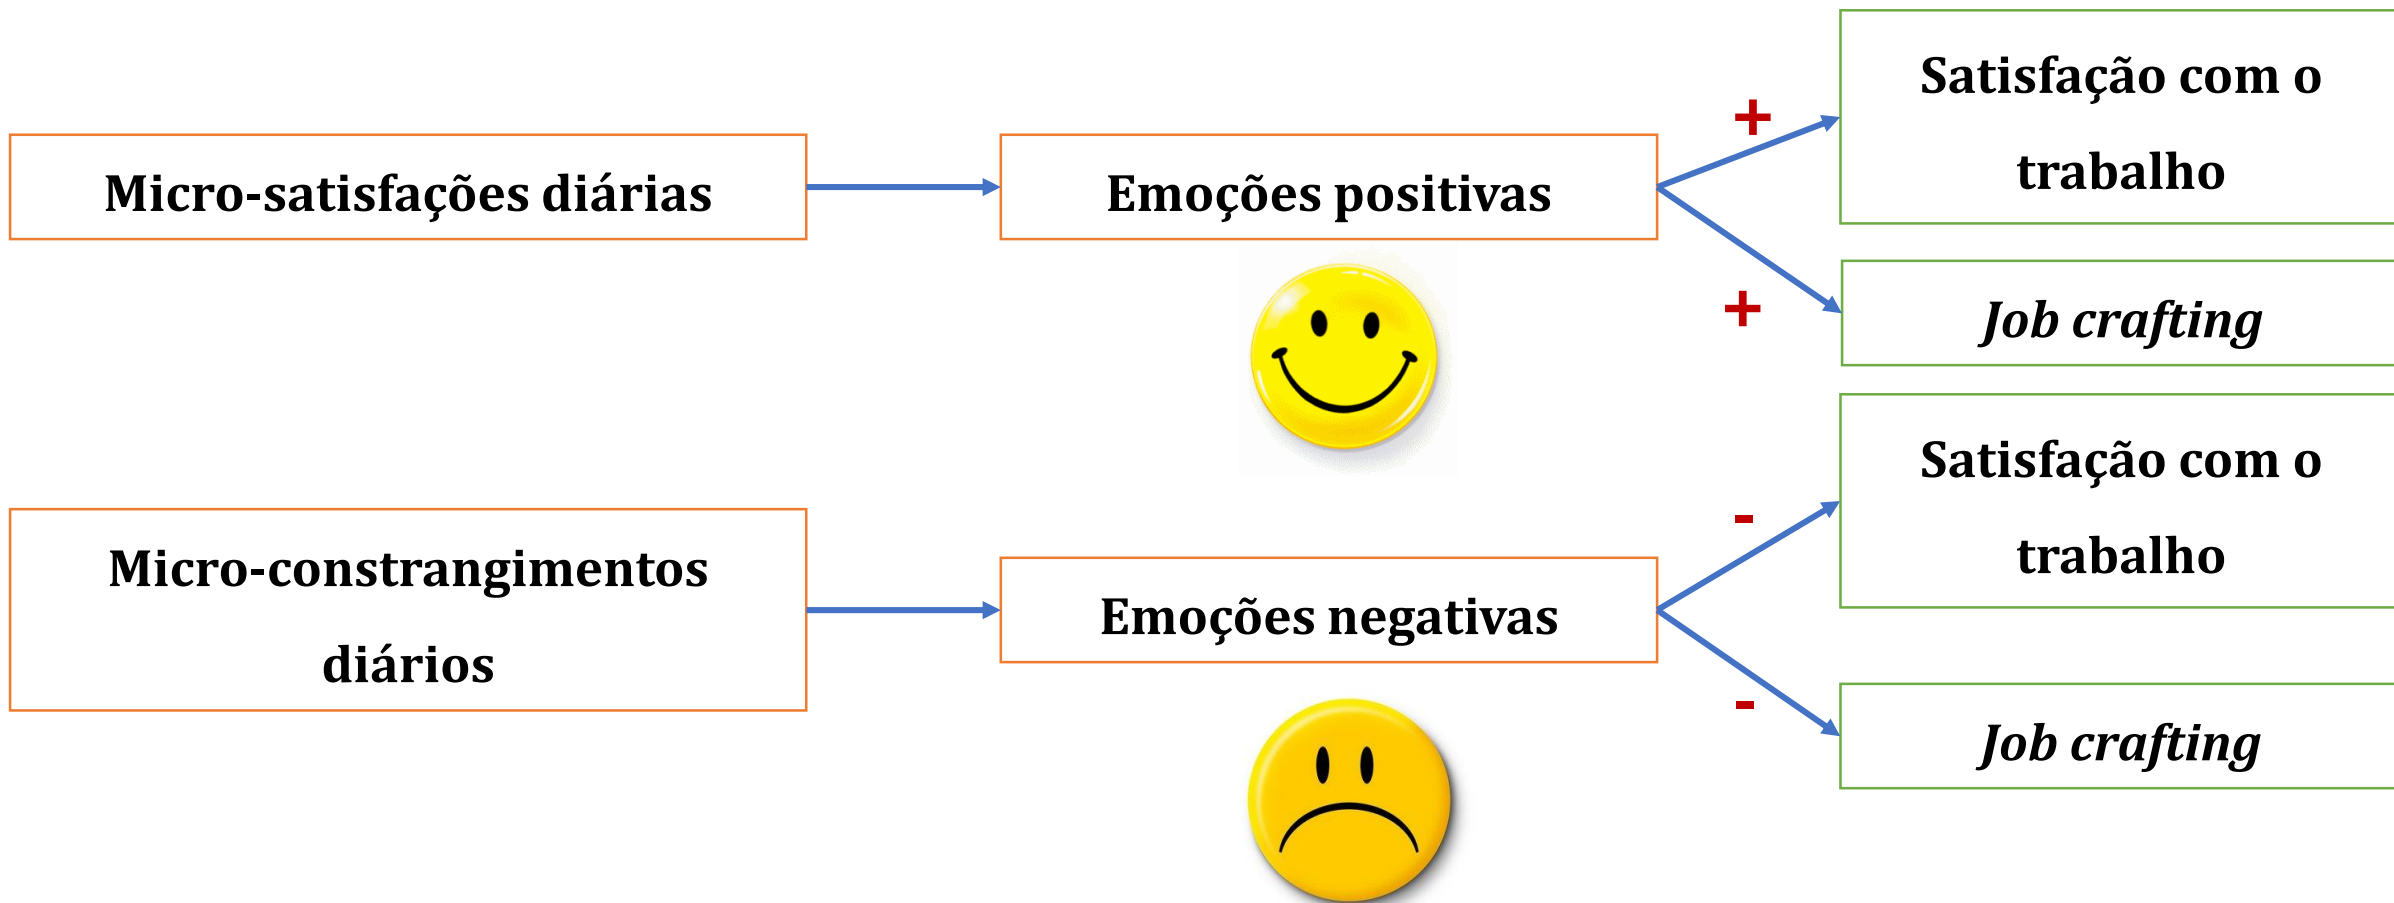 Micro-satisfações diárias
Emoções positivas
+
Satisfação com o
trabalho
+
Job crafting
Micro-constrangimentos
diários
Emoções negativas
-
Satisfação com o
trabalho
-
Job crafting